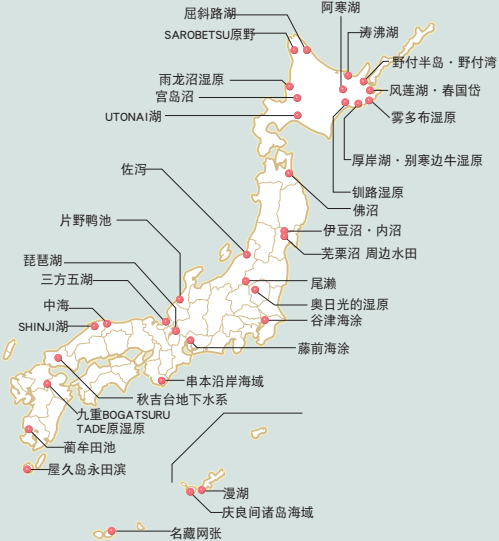 阿寒湖
屈斜路湖
SAROBETSU原野
涛沸湖
野付半岛·野付湾
雨龙沼湿原
宫岛沼
风莲湖·春国岱
UTONAI湖
雾多布湿原
厚岸湖·别寒边牛湿原
佐泻
钏路湿原
佛沼
片野鸭池
伊豆沼·内沼
芜栗沼 周边水田
琵琶湖
三方五湖
尾濑
中海
奥日光的湿原
SHINJI湖
谷津海涂
藤前海涂
串本沿岸海域
秋吉台地下水系
九重BOGATSURU
TADE原湿原
蔺牟田池
屋久岛永田滨
漫湖
庆良间诸岛海域
名藏网张